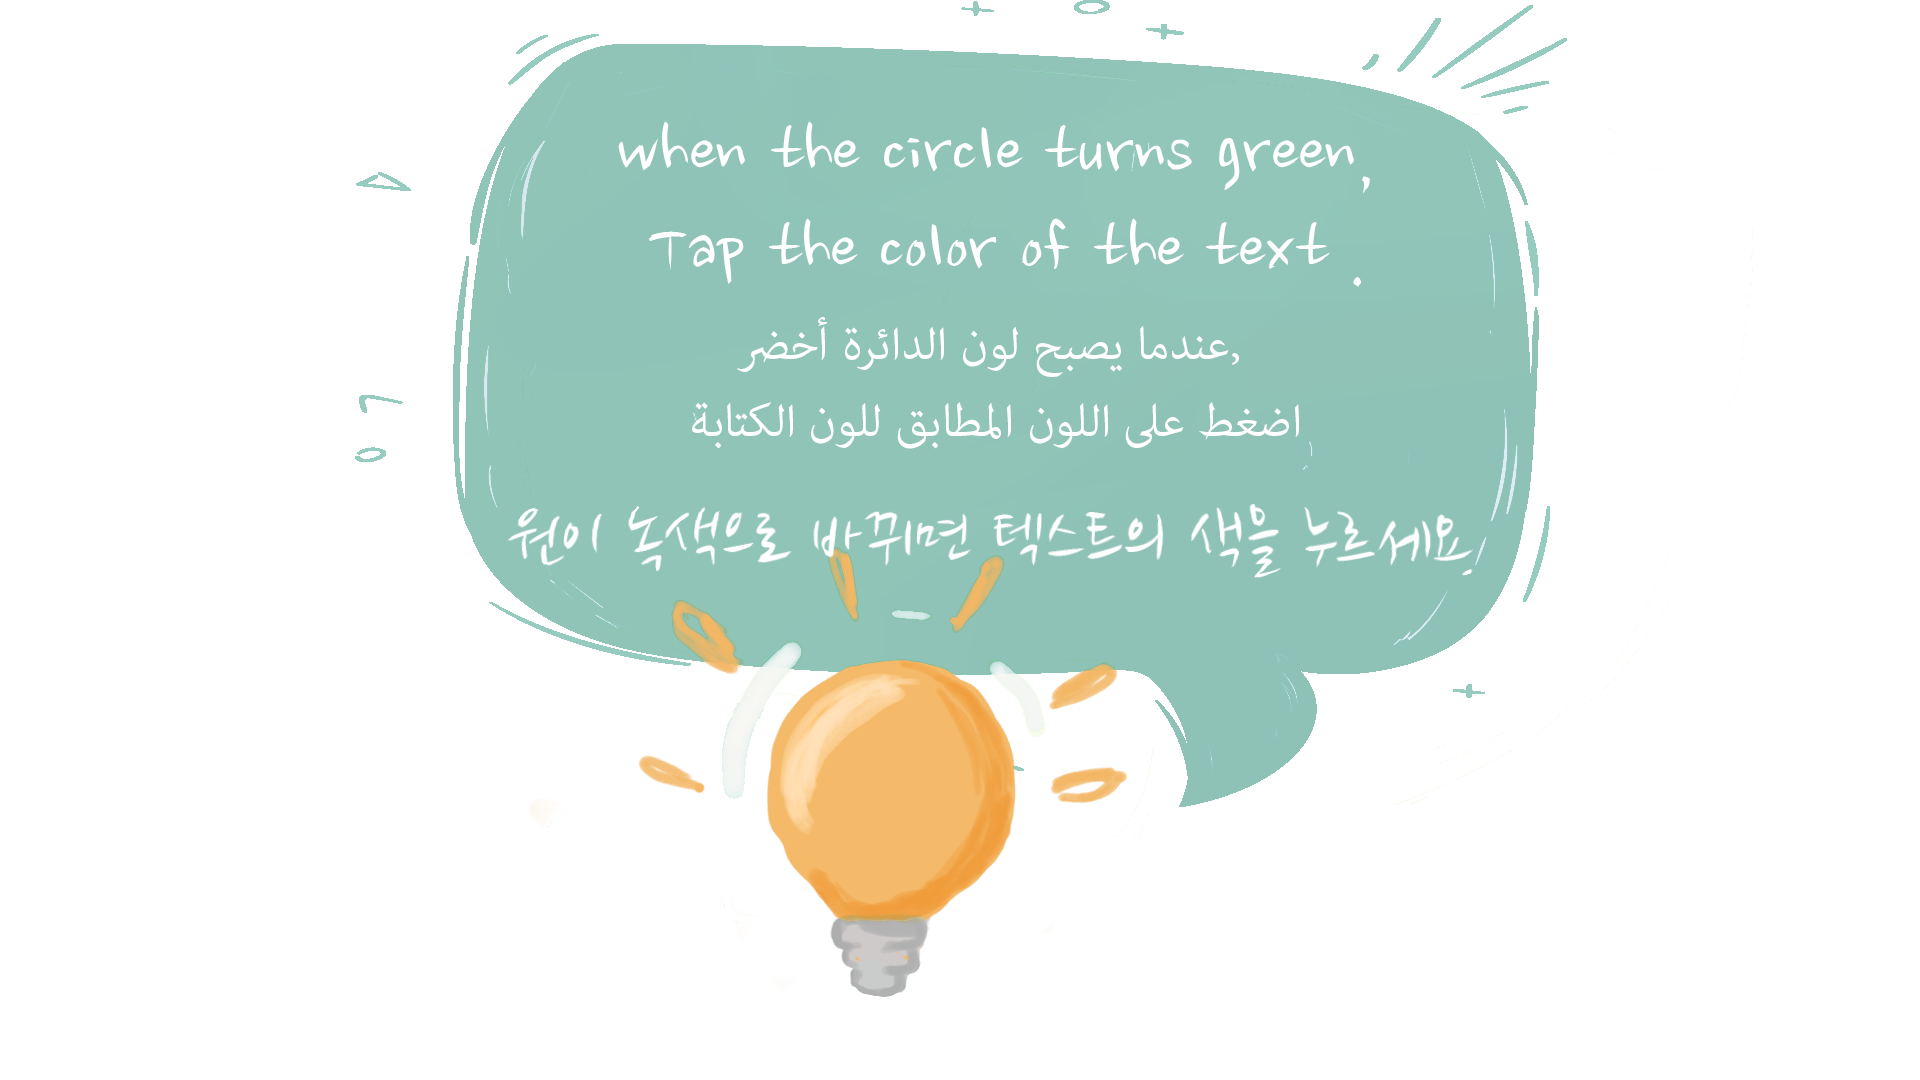 when the circle turns green,
Tap the color of the text.
عندما يصبح لون الدائرة أخضر,
اضغط على اللون المطابق للون الكتابة
원이 녹색으로 바뀌면 텍스트의 색을 누르세요.